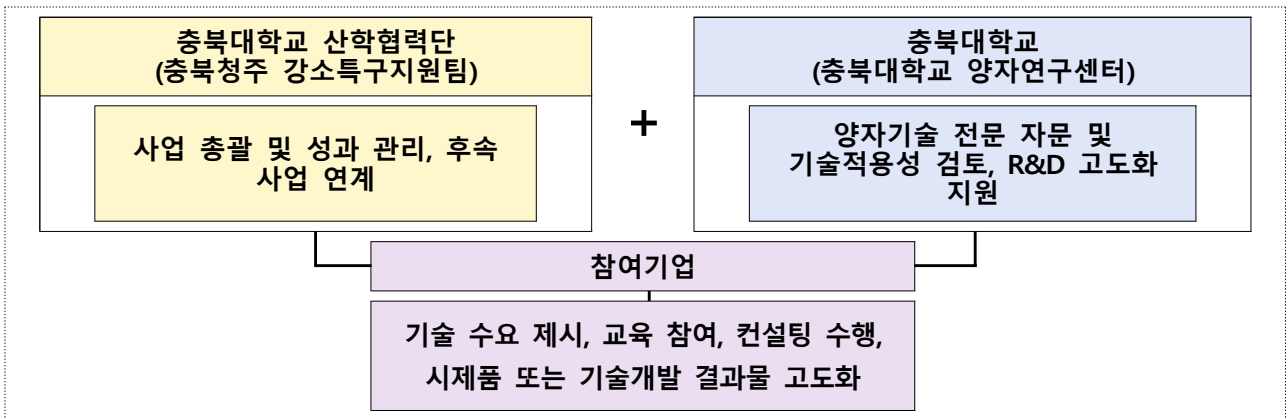 충북대학교 산학협력단
(충북청주 강소특구지원팀)
사업 총괄 및 성과 관리, 후속
사업 연계
+
충북대학교
(충북대학교 양자연구센터)
양자기술 전문 자문 및
기술적용성 검토, R&D 고도화
지원
참여기업
기술 수요 제시, 교육 참여, 컨설팅 수행,
시제품 또는 기술개발 결과물 고도화